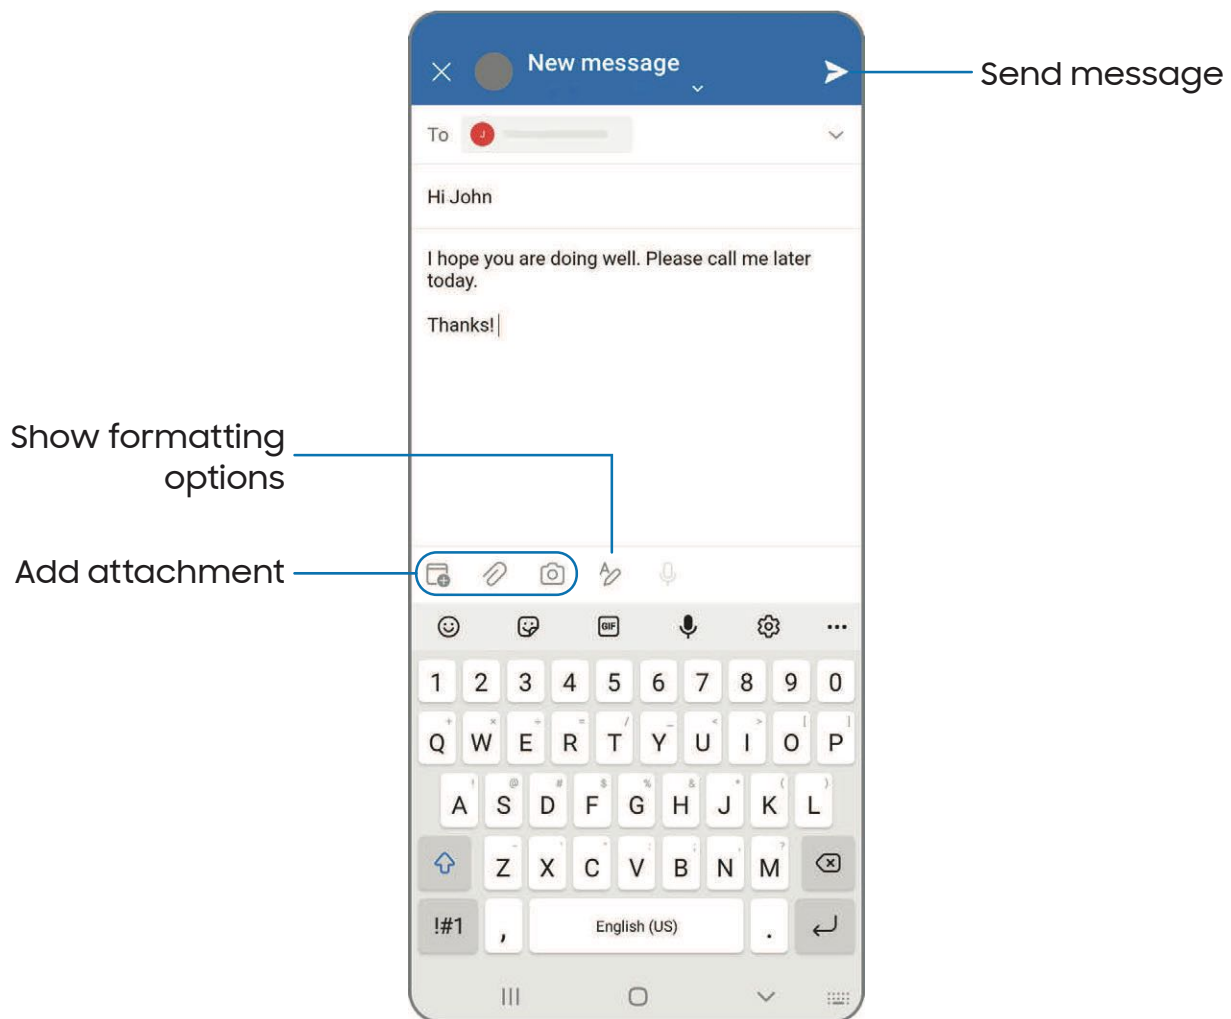 New message
Send message
To J
Hi John
I hope you are doing well. Please call me later
today.
Thanks!
Show formatting
options
Add attachment
GIF
1 2 3 4 5 6 7 8 9 0
+ × ÷ = / _ < > [ ]
Q W E R T Y U I O P
! @ # $ % & * ( )
A S D F G H J K L
- ' " : ; , ?
Z X C V B N M
!#1 , English (US) .